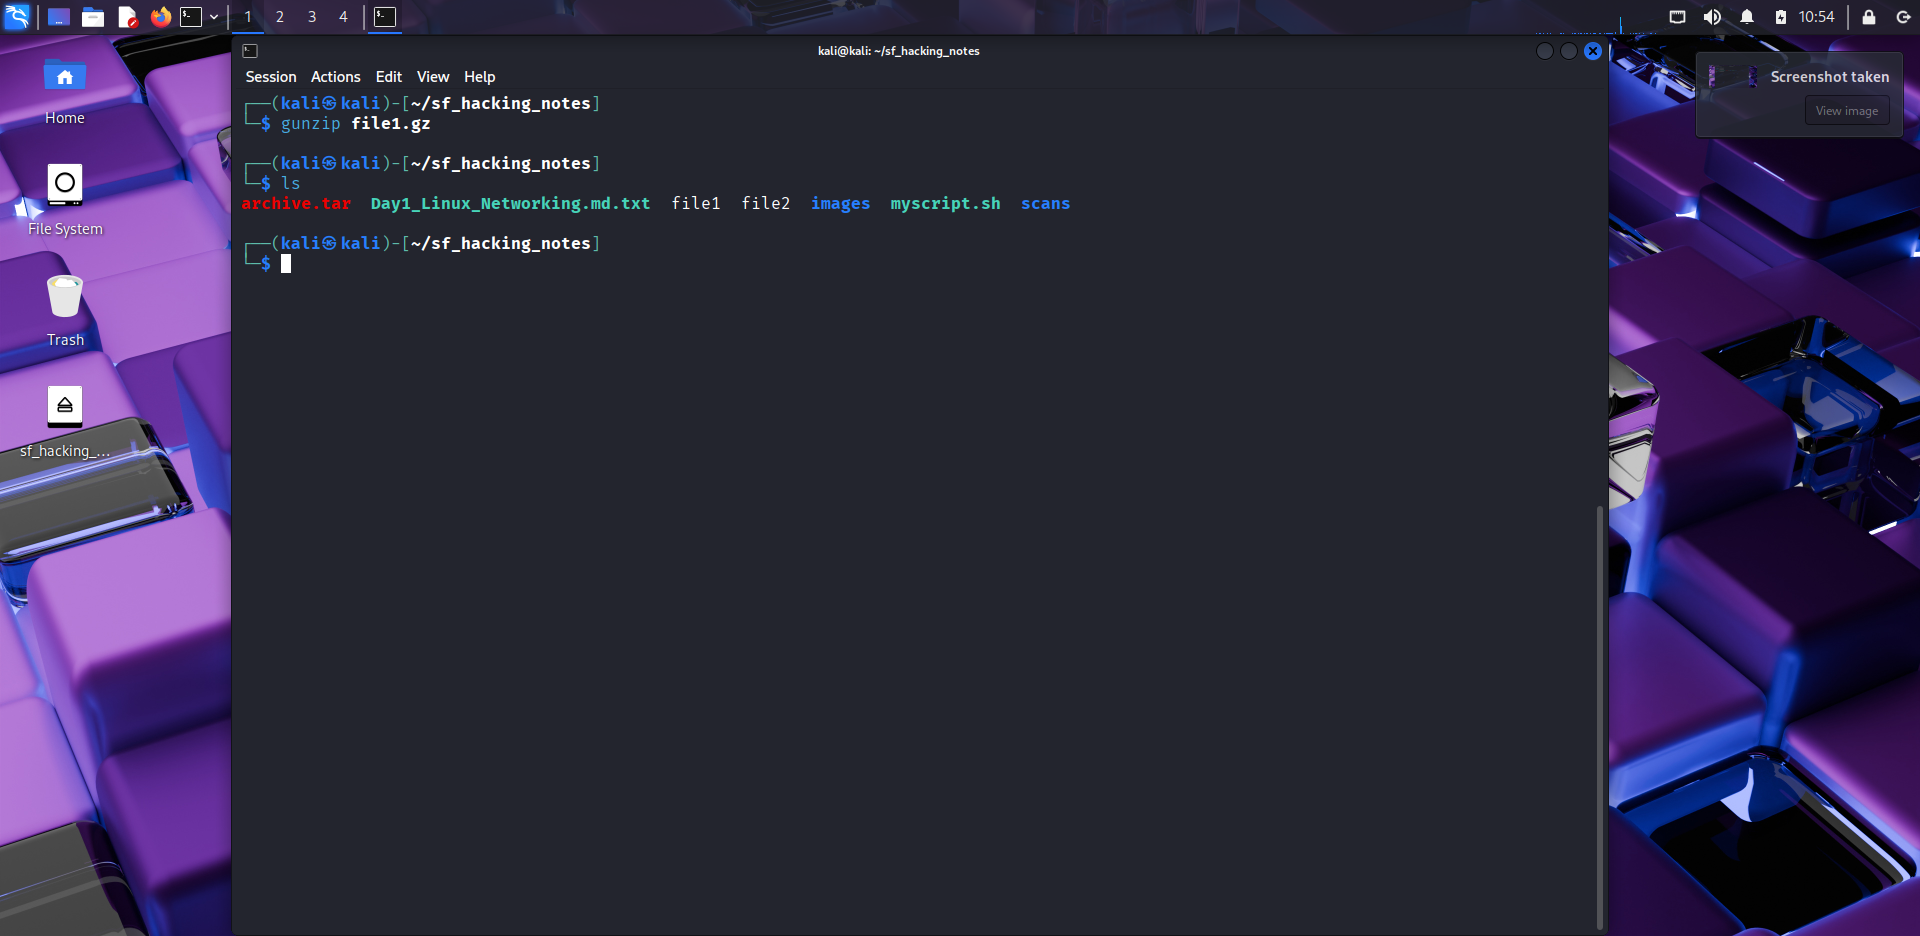 1 2 3 4
10:54
kali@kali: ~/sf_hacking_notes
Session Actions Edit View Help
┌──(kali㉿kali)-[~/sf_hacking_notes]
└─$ gunzip file1.gz
┌──(kali㉿kali)-[~/sf_hacking_notes]
└─$ ls
archive.tar Day1_Linux_Networking.md.txt file1 file2 images myscript.sh scans
┌──(kali㉿kali)-[~/sf_hacking_notes]
└─$
Screenshot taken
View image
Home
File System
Trash
sf_hacking_...